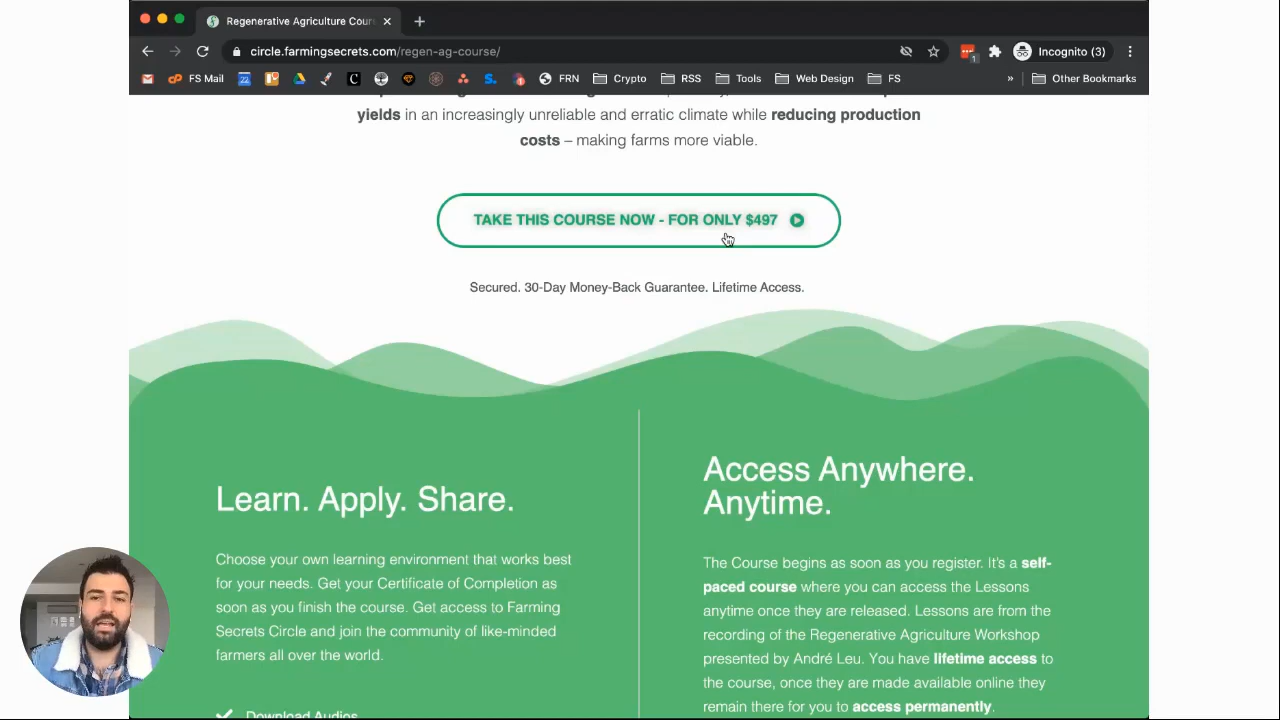 Regenerative Agriculture Cour
circle.farmingsecrets.com/regen-ag-course/
1
Incognito (3)
FS Mail
22
FRN
Crypto
RSS
Tools
Web Design
FS
»
Other Bookmarks
yields in an increasingly unreliable and erratic climate while reducing production
costs – making farms more viable.
TAKE THIS COURSE NOW - FOR ONLY $497
Secured. 30-Day Money-Back Guarantee. Lifetime Access.
Learn. Apply. Share.
Choose your own learning environment that works best
for your needs. Get your Certificate of Completion as
soon as you finish the course. Get access to Farming
Secrets Circle and join the community of like-minded
farmers all over the world.
Download Audios
Access Anywhere.
Anytime.
The Course begins as soon as you register. It's a self-
paced course where you can access the Lessons
anytime once they are released. Lessons are from the
recording of the Regenerative Agriculture Workshop
presented by André Leu. You have lifetime access to
the course, once they are made available online they
remain there for you to access permanently.